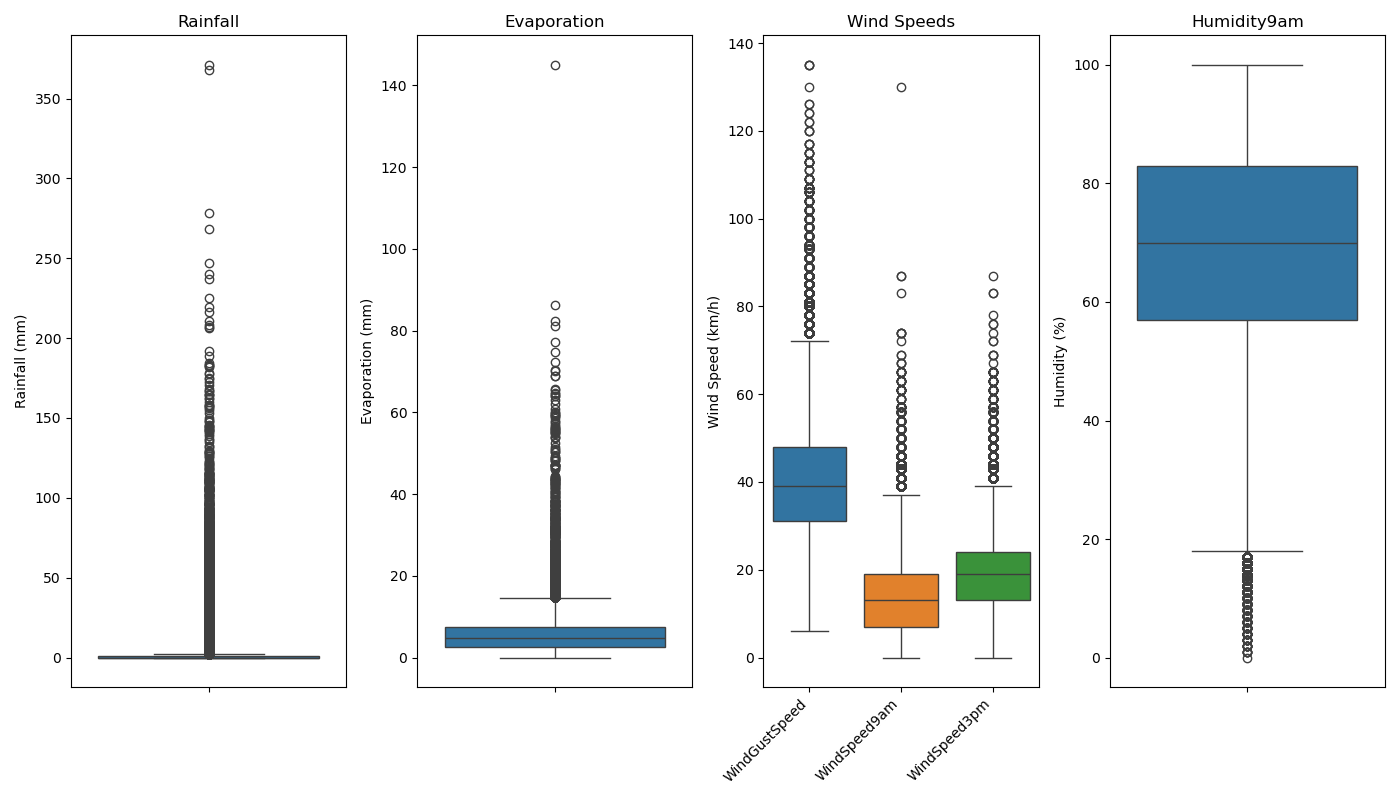 Rainfall
Rainfall (mm)
350
300
250
200
150
100
50
0
Evaporation
Evaporation (mm)
140
120
100
80
60
40
20
0
Wind Speeds
Wind Speed (km/h)
140
120
100
80
60
40
20
0
WindGustSpeed
WindSpeed9am
WindSpeed3pm
Humidity9am
Humidity (%)
100
80
60
40
20
0